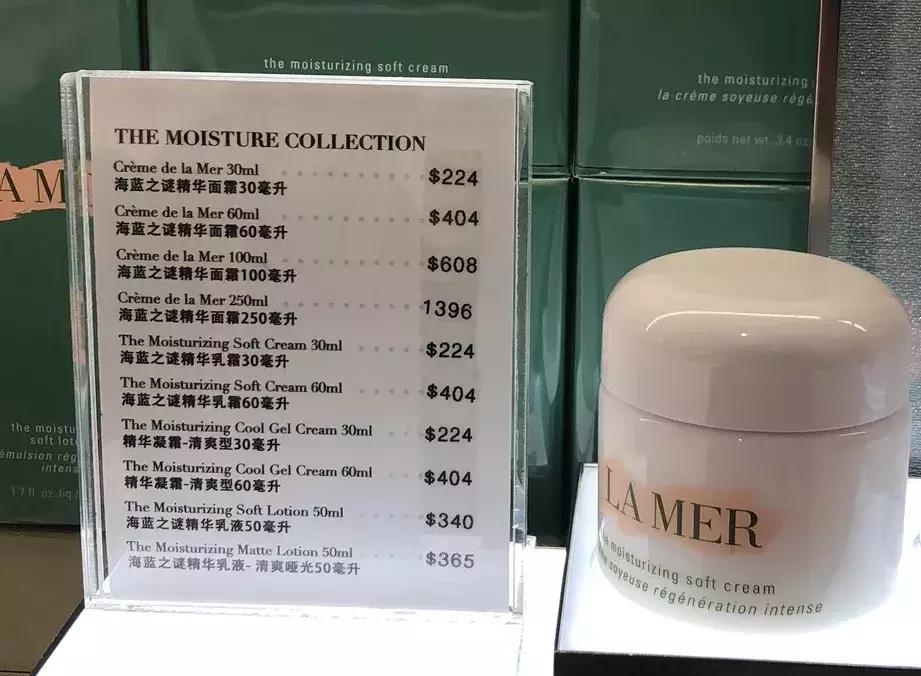 the moisturizing soft cream
the moisturizing
la crème soyeuse régé
poids net wt. 3.4 oz
A M
THE MOISTURE COLLECTION
Crème de la Mer 30ml $224
海蓝之谜精华面霜30毫升
Crème de la Mer 60ml $404
海蓝之谜精华面霜60毫升
Crème de la Mer 100ml $608
海蓝之谜精华面霜100毫升
Crème de la Mer 250ml 1396
海蓝之谜精华面霜250毫升
The Moisturizing Soft Cream 30ml $224
海蓝之谜精华乳霜30毫升
The Moisturizing Soft Cream 60ml $404
海蓝之谜精华乳霜60毫升
The Moisturizing Cool Gel Cream 30ml $224
精华凝霜-清爽型30毫升
The Moisturizing Cool Gel Cream 60ml $404
精华凝霜-清爽型60毫升
The Moisturizing Soft Lotion 50ml $340
海蓝之谜精华乳液50毫升
The Moisturizing Matte Lotion 50ml $365
海蓝之谜精华乳液- 清爽哑光50毫升
the moistu
soft lot
émulsion rég
intens
1.7 fl. oz. liq./
LA MER
moisturizing soft cream
soyeuse régénération intense